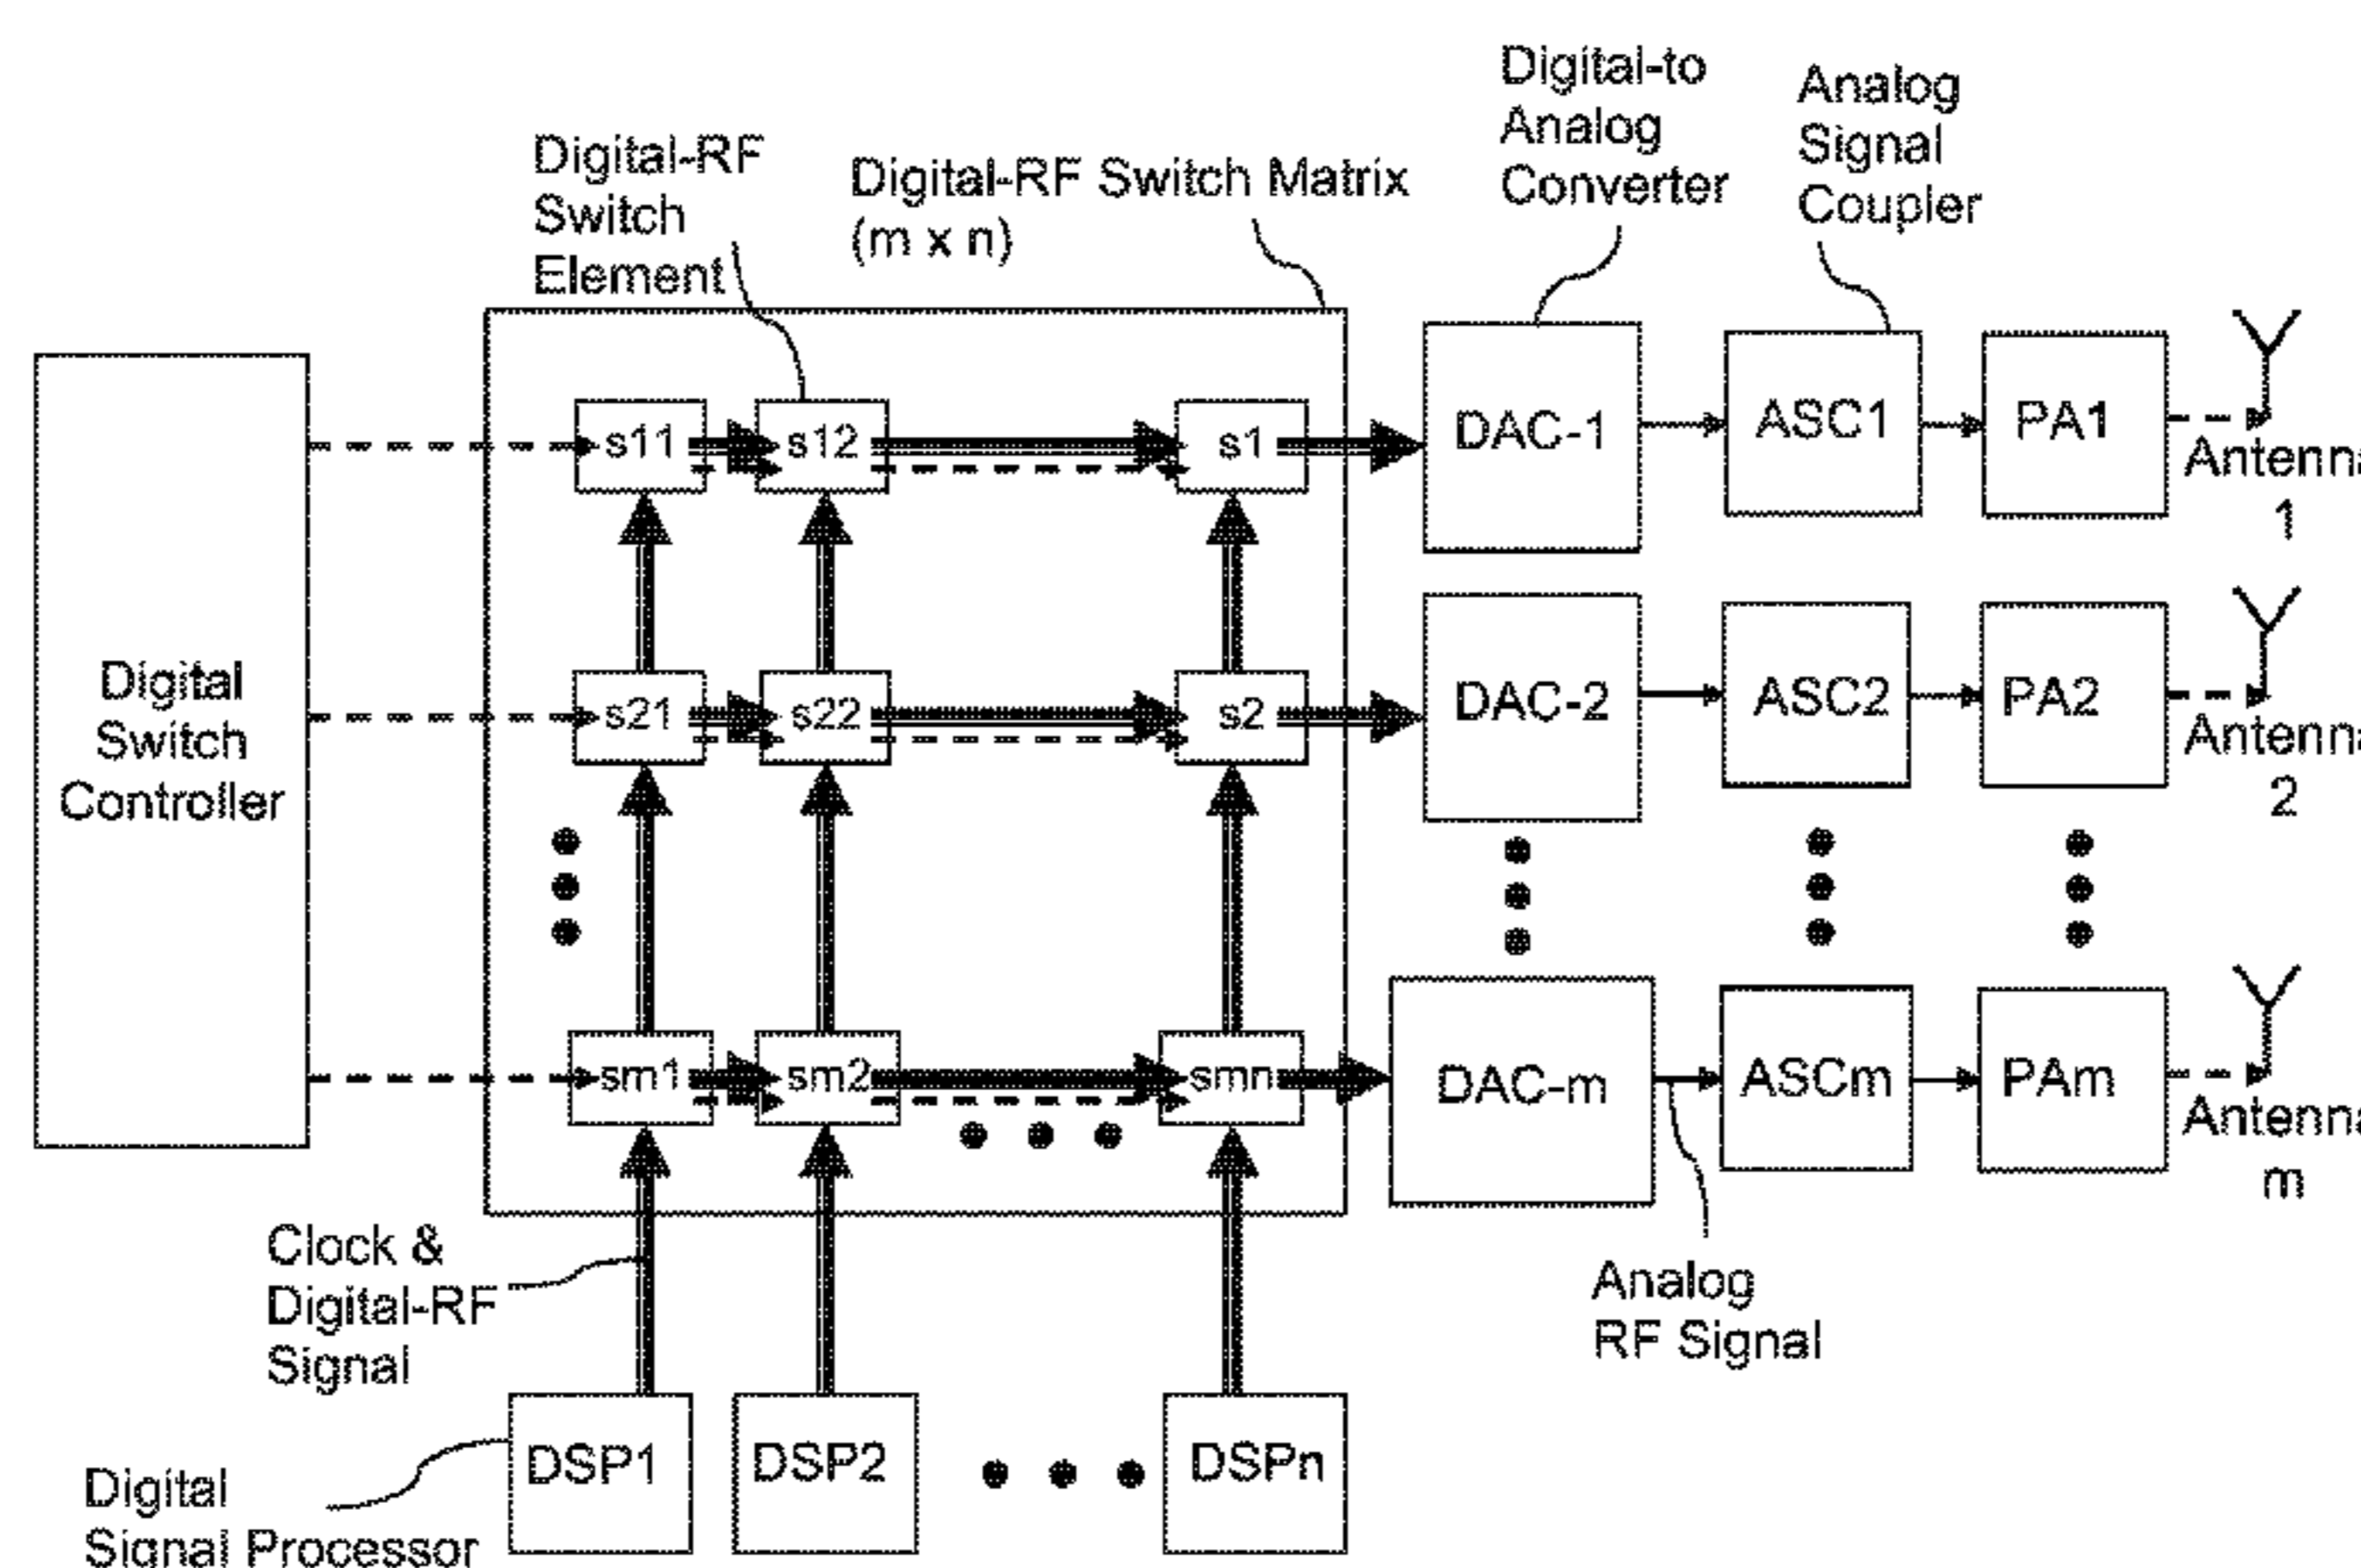 Digital-to
Analog
Converter
Analog
Signal
Coupler
Digital-RF
Switch
Element
Digital-RF Switch Matrix
(m x n)
s11
s12
s1
DAC-1
ASC1
PA1
Antenna
1
Digital
Switch
Controller
s21
s22
s2
DAC-2
ASC2
PA2
Antenna
2
sm1
sm2
smn
DAC-m
ASCm
PAm
Antenna
m
Clock &
Digital-RF
Signal
Analog
RF Signal
DSP1
DSP2
DSPn
Digital
Signal Processor